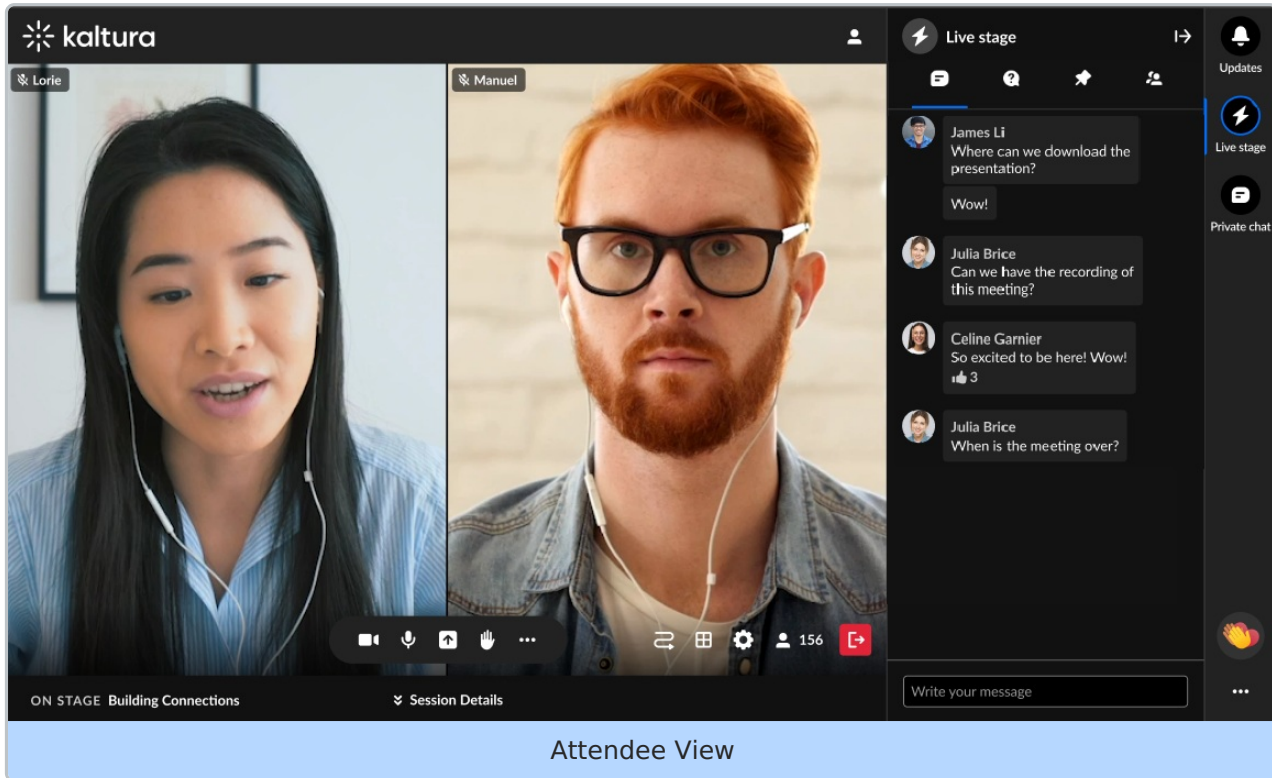 kaltura
Lorie
Manuel
156
ON STAGE Building Connections
Session Details
Live stage
James Li
Where can we download the
presentation?
Wow!
Julia Brice
Can we have the recording of
this meeting?
Celine Garnier
So excited to be here! Wow!
3
Julia Brice
When is the meeting over?
Write your message
Updates
Live stage
Private chat
Attendee View